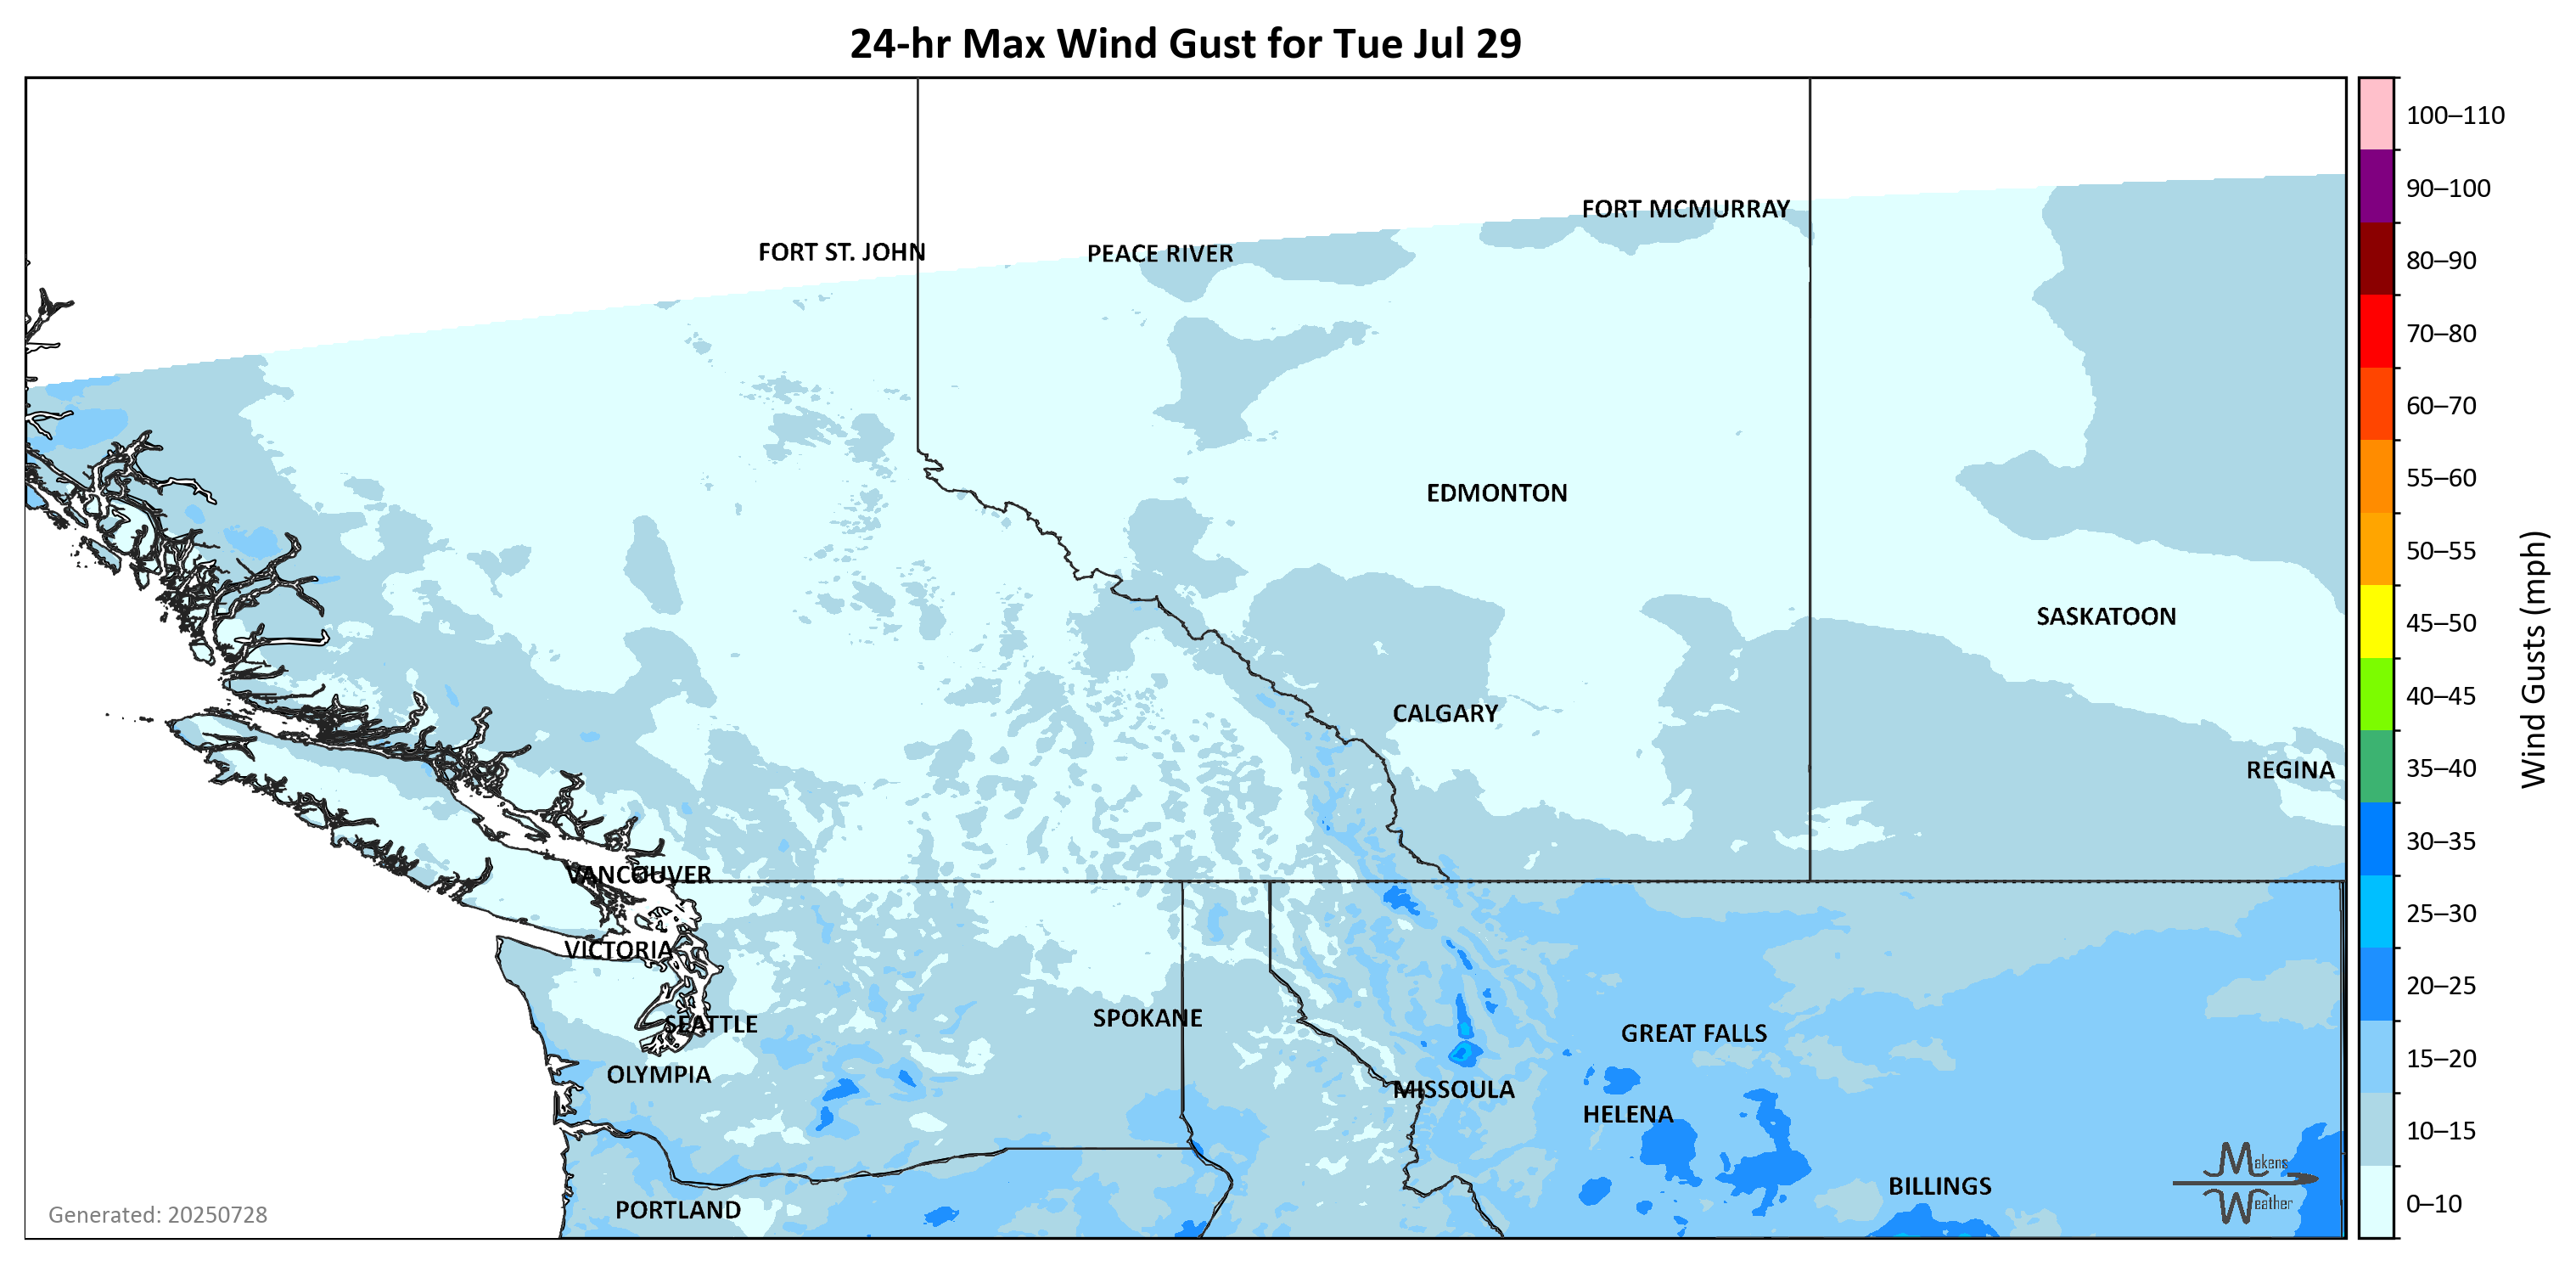 24-hr Max Wind Gust for Tue Jul 29
100–110
90–100
80–90
70–80
60–70
55–60
50–55
45–50
40–45
35–40
30–35
25–30
20–25
15–20
10–15
0–10
Wind Gusts (mph)
FORT MCMURRAY
FORT ST. JOHN
PEACE RIVER
EDMONTON
SASKATOON
CALGARY
REGINA
VANCOUVER
VICTORIA
SEATTLE
SPOKANE
GREAT FALLS
OLYMPIA
MISSOULA
HELENA
BILLINGS
PORTLAND
Makens
Weather
Generated: 20250728